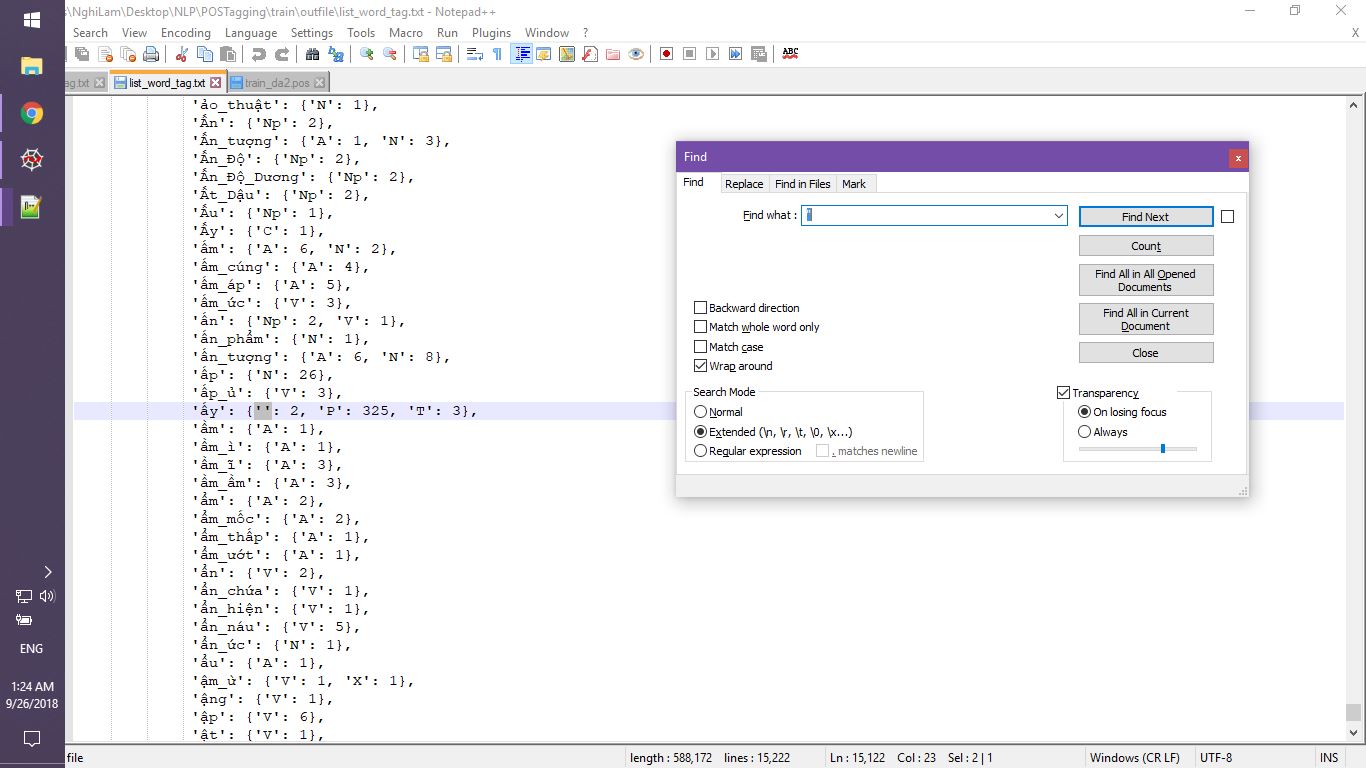 s\NghiLam\Desktop\NLP\POSTagging\train\outfile\list_word_tag.txt - Notepad++
Search View Encoding Language Settings Tools Macro Run Plugins Window ? X
ag.txt list_word_tag.txt train_da2.pos
'ảo_thuật': {'N': 1},
'Ấn': {'Np': 2},
'Ấn_tượng': {'A': 1, 'N': 3},
'Ấn_Độ': {'Np': 2},
'Ấn_Độ_Dương': {'Np': 2},
'Ất_Dậu': {'Np': 2},
'Ấu': {'Np': 1},
'Ấy': {'C': 1},
'ấm': {'A': 6, 'N': 2},
'ấm_cúng': {'A': 4},
'ấm_áp': {'A': 5},
'ấm_ức': {'V': 3},
'ấn': {'Np': 2, 'V': 1},
'ấn_phẩm': {'N': 1},
'ấn_tượng': {'A': 6, 'N': 8},
'ấp': {'N': 26},
'ấp_ủ': {'V': 3},
'ấy': {'': 2, 'P': 325, 'T': 3},
'ầm': {'A': 1},
'ầm_ì': {'A': 1},
'ầm_ĩ': {'A': 3},
'ầm_ầm': {'A': 3},
'ẩm': {'A': 2},
'ẩm_mốc': {'A': 2},
'ẩm_thấp': {'A': 1},
'ẩm_ướt': {'A': 1},
'ẩn': {'V': 2},
'ẩn_chứa': {'V': 1},
'ẩn_hiện': {'V': 1},
'ẩn_náu': {'V': 5},
'ẩn_ức': {'N': 1},
'ẩu': {'A': 1},
'ậm_ừ': {'V': 1, 'X': 1},
'ặng': {'V': 1},
'ập': {'V': 6},
'ật': {'V': 1},
Find x
Find Replace Find in Files Mark
Find what : ''
Find Next
Count
Find All in All Opened
Documents
Find All in Current
Document
Close
Backward direction
Match whole word only
Match case
Wrap around
Search Mode
Normal
Extended (\n, \r, \t, \0, \x...)
Regular expression . matches newline
Transparency
On losing focus
Always
ENG
1:24 AM
9/26/2018
file length : 588,172 lines : 15,222 Ln : 15,122 Col : 23 Sel : 2 | 1 Windows (CR LF) UTF-8 INS